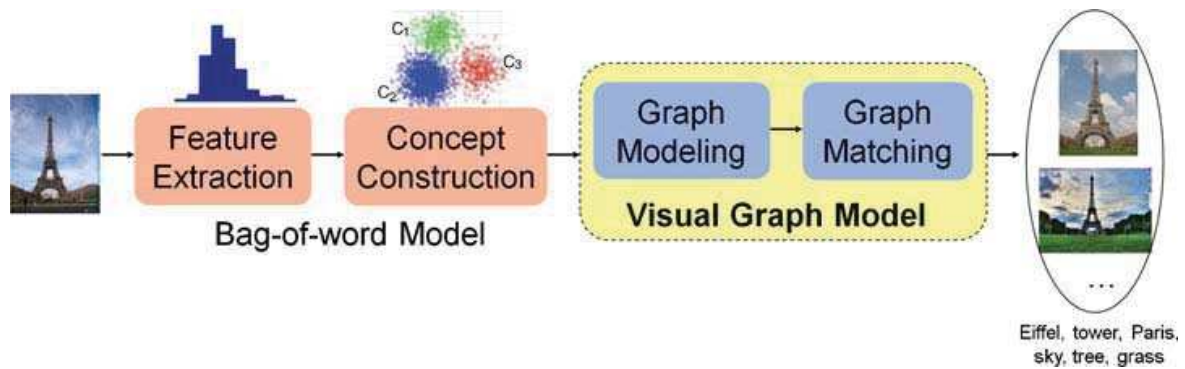 C₁
C₂
C₃
Feature
Extraction
Concept
Construction
Bag-of-word Model
Graph
Modeling
Graph
Matching
Visual Graph Model
...
Eiffel, tower, Paris,
sky, tree, grass